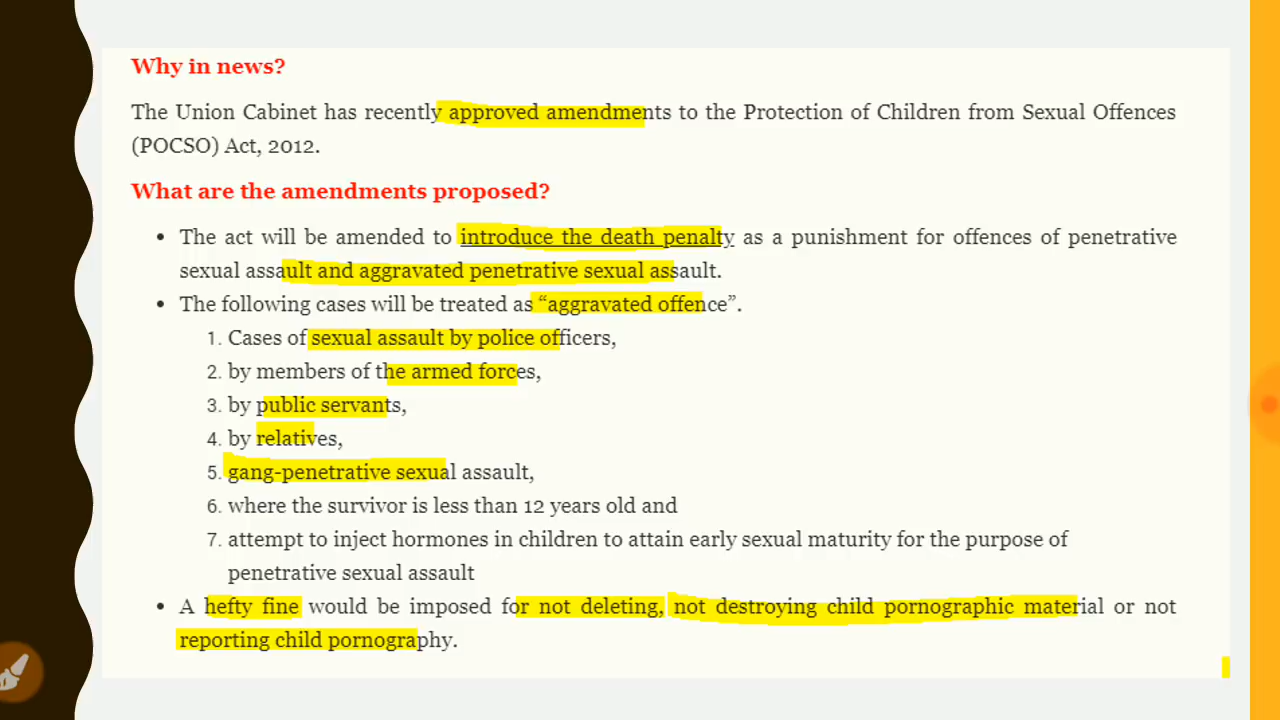 Why in news?
The Union Cabinet has recently approved amendments to the Protection of Children from Sexual Offences
(POCSO) Act, 2012.
What are the amendments proposed?
• The act will be amended to introduce the death penalty as a punishment for offences of penetrative
sexual assault and aggravated penetrative sexual assault.
• The following cases will be treated as “aggravated offence”.
1. Cases of sexual assault by police officers,
2. by members of the armed forces,
3. by public servants,
4. by relatives,
5. gang-penetrative sexual assault,
6. where the survivor is less than 12 years old and
7. attempt to inject hormones in children to attain early sexual maturity for the purpose of
penetrative sexual assault
• A hefty fine would be imposed for not deleting, not destroying child pornographic material or not
reporting child pornography.